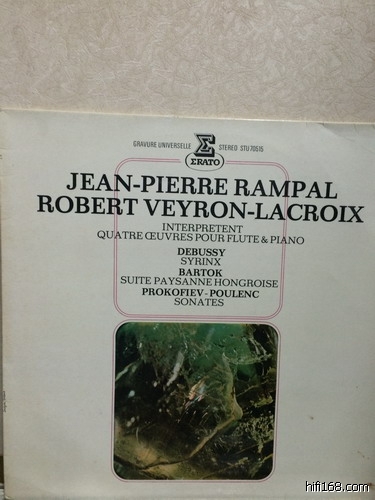 GRAVURE UNIVERSELLE STEREO STU 70515
ERATO
JEAN-PIERRE RAMPAL
ROBERT VEYRON-LACROIX
INTERPRETENT
QUATRE ŒUVRES POUR FLUTE & PIANO
DEBUSSY
SYRINX
BARTOK
SUITE PAYSANNE HONGROISE
PROKOFIEV-POULENC
SONATES
hifi168.com